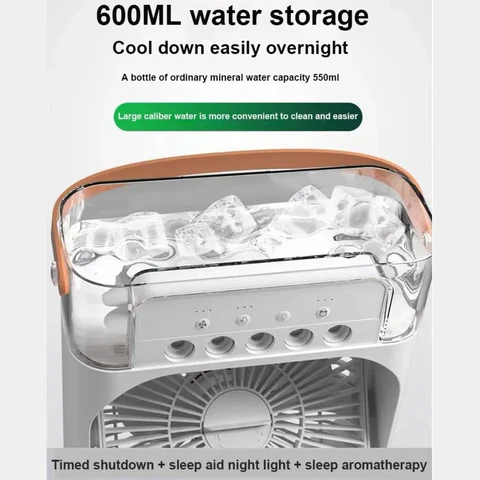 600ML water storage
Cool down easily overnight
A bottle of ordinary mineral water capacity 550ml
Large caliber water is more convenient to clean and easier
Timed shutdown + sleep aid night light + sleep aromatherapy